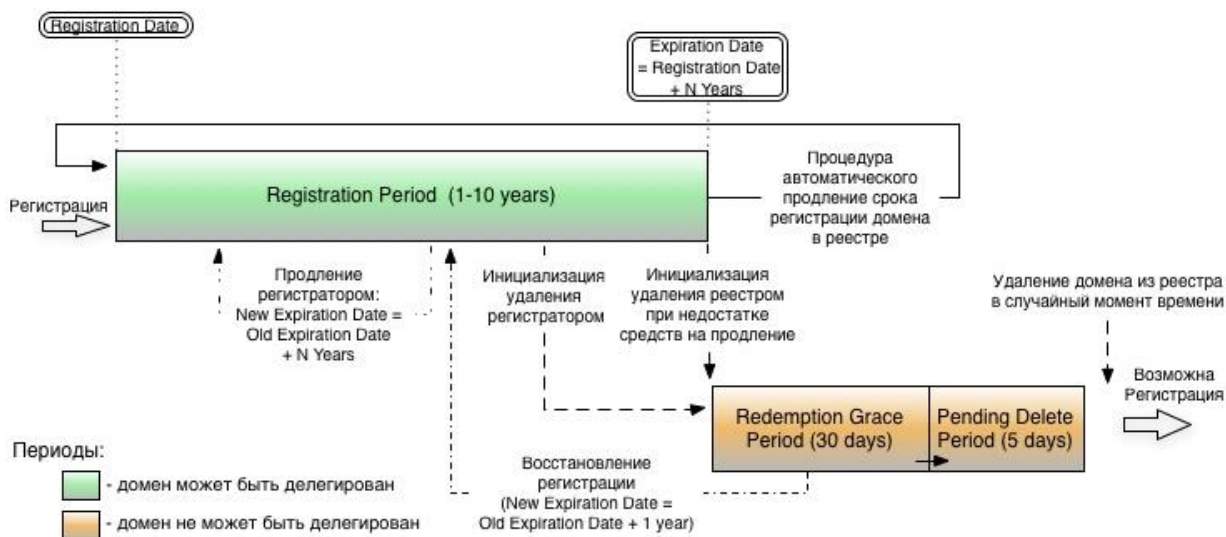 Registration Date
Expiration Date
= Registration Date
+ N Years
Registration Period (1-10 years)
Процедура
автоматического
продление срока
регистрации домена
в реестре
Регистрация
Продление
регистратором:
New Expiration Date =
Old Expiration Date
+ N Years
Инициализация
удаления
регистратором
Инициализация
удаления реестром
при недостатке
средств на продление
Удаление домена из реестра
в случайный момент времени
Redemption Grace
Period (30 days)
Pending Delete
Period (5 days)
Возможна
Регистрация
Восстановление
регистрации
(New Expiration Date =
Old Expiration Date + 1 year)
Периоды:
- домен может быть делегирован
- домен не может быть делегирован